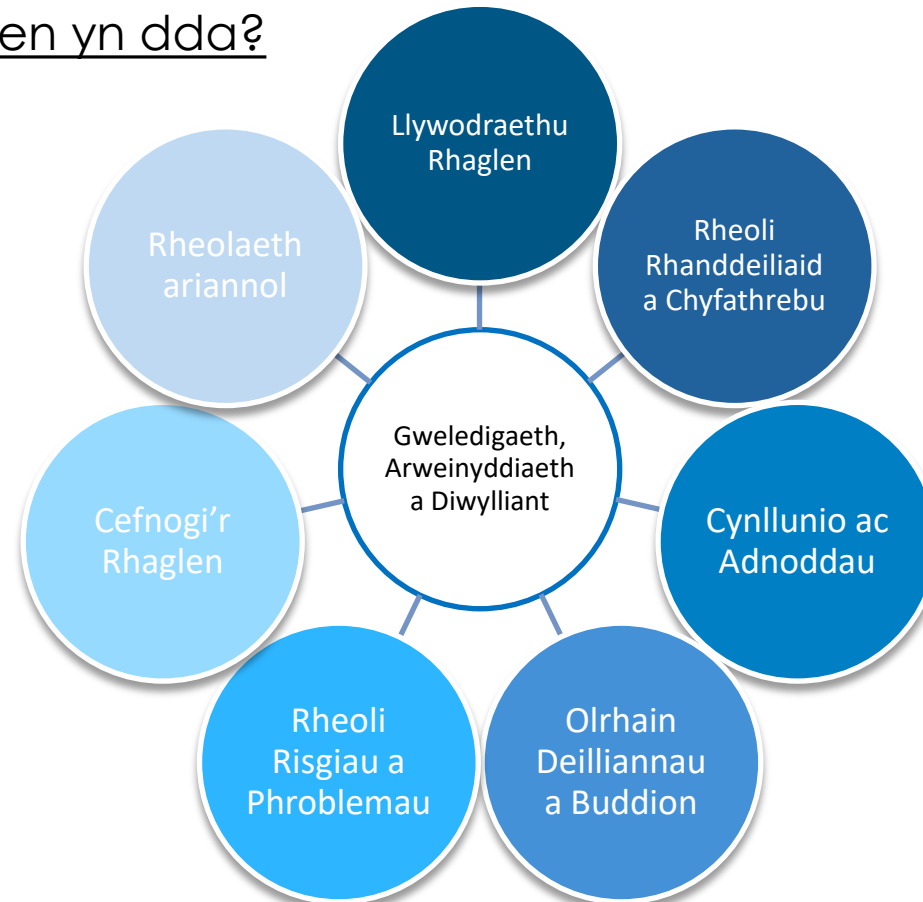 en yn dda?
Llywodraethu
Rhaglen
Rheoli
Rhanddeiliaid
a Chyfathrebu
Cynllunio ac
Adnoddau
Olrhain
Deilliannau
a Buddion
Rheoli
Risgiau a
Phroblemau
Cefnogi’r
Rhaglen
Rheolaeth
ariannol
Gweledigaeth,
Arweinyddiaeth
a Diwylliant